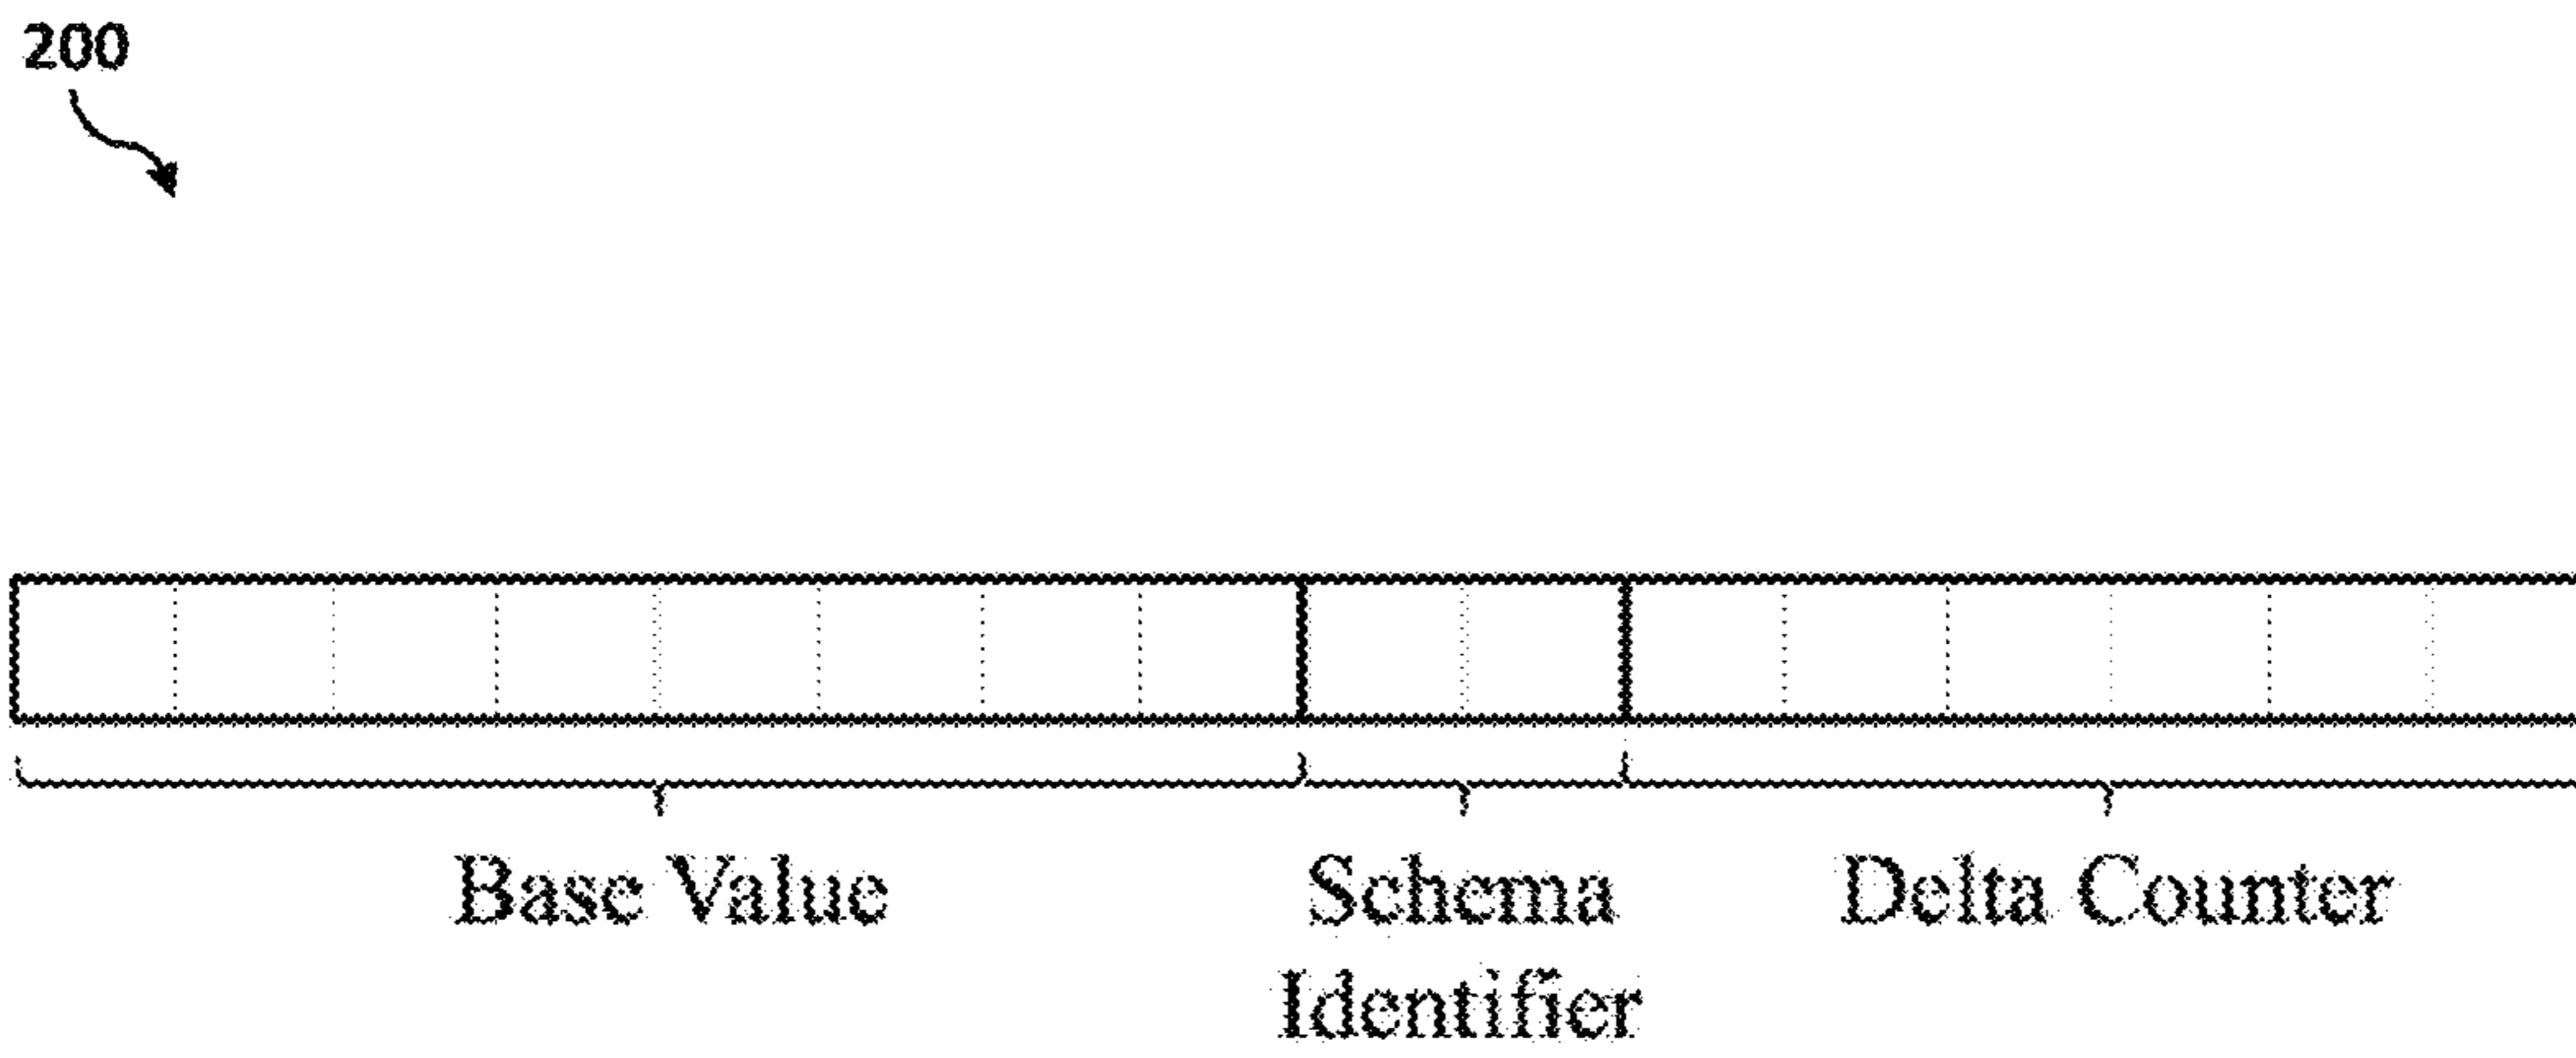 200
Base Value
Schema
Identifier
Delta Counter